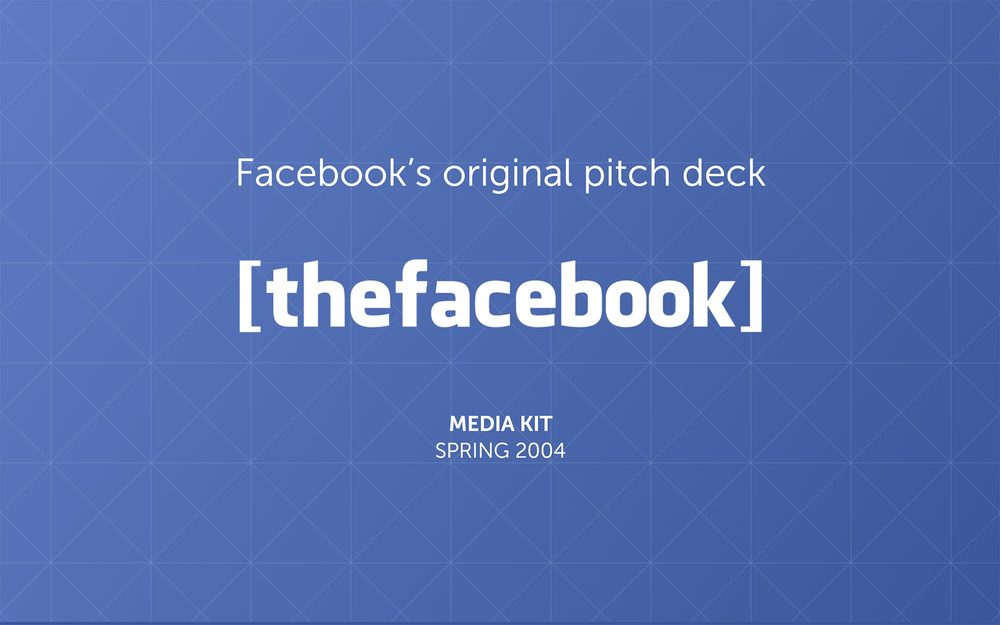 Facebook’s original pitch deck
[thefacebook]
MEDIA KIT
SPRING 2004